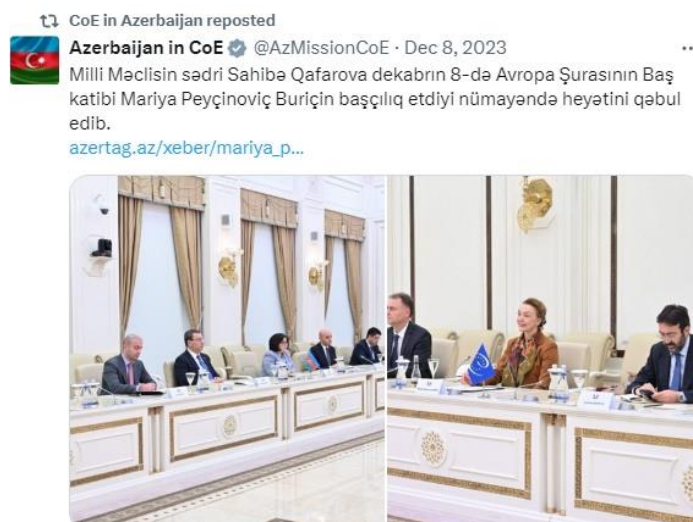 CoE in Azerbaijan reposted
Azerbaijan in CoE @AzMissionCoE · Dec 8, 2023
Milli Məclisin sədri Sahibə Qafarova dekabrın 8-də Avropa Şurasının Baş
katibi Mariya Peyçinoviç Buriçin başçılıq etdiyi nümayəndə heyətini qəbul
edib.
azertag.az/xeber/mariya_p...